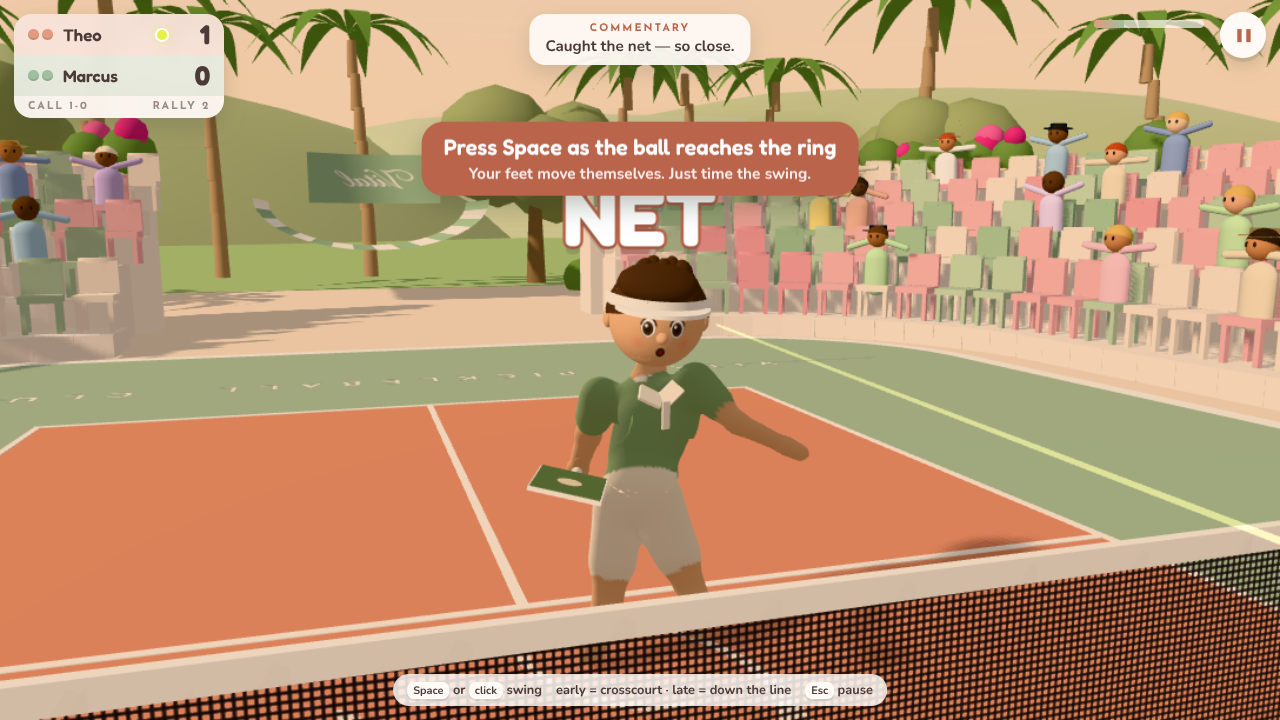 Theo 1
Marcus 0
CALL 1-0 RALLY 2
COMMENTARY
Caught the net — so close.
Press Space as the ball reaches the ring
Your feet move themselves. Just time the swing.
NET
Space or click swing early = crosscourt · late = down the line Esc pause